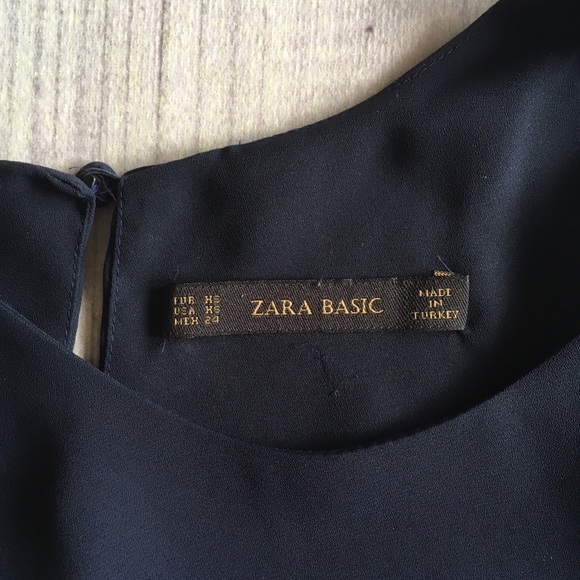 EUR XS
USA XS
MEX 24
ZARA BASIC
MADE
IN
TURKEY